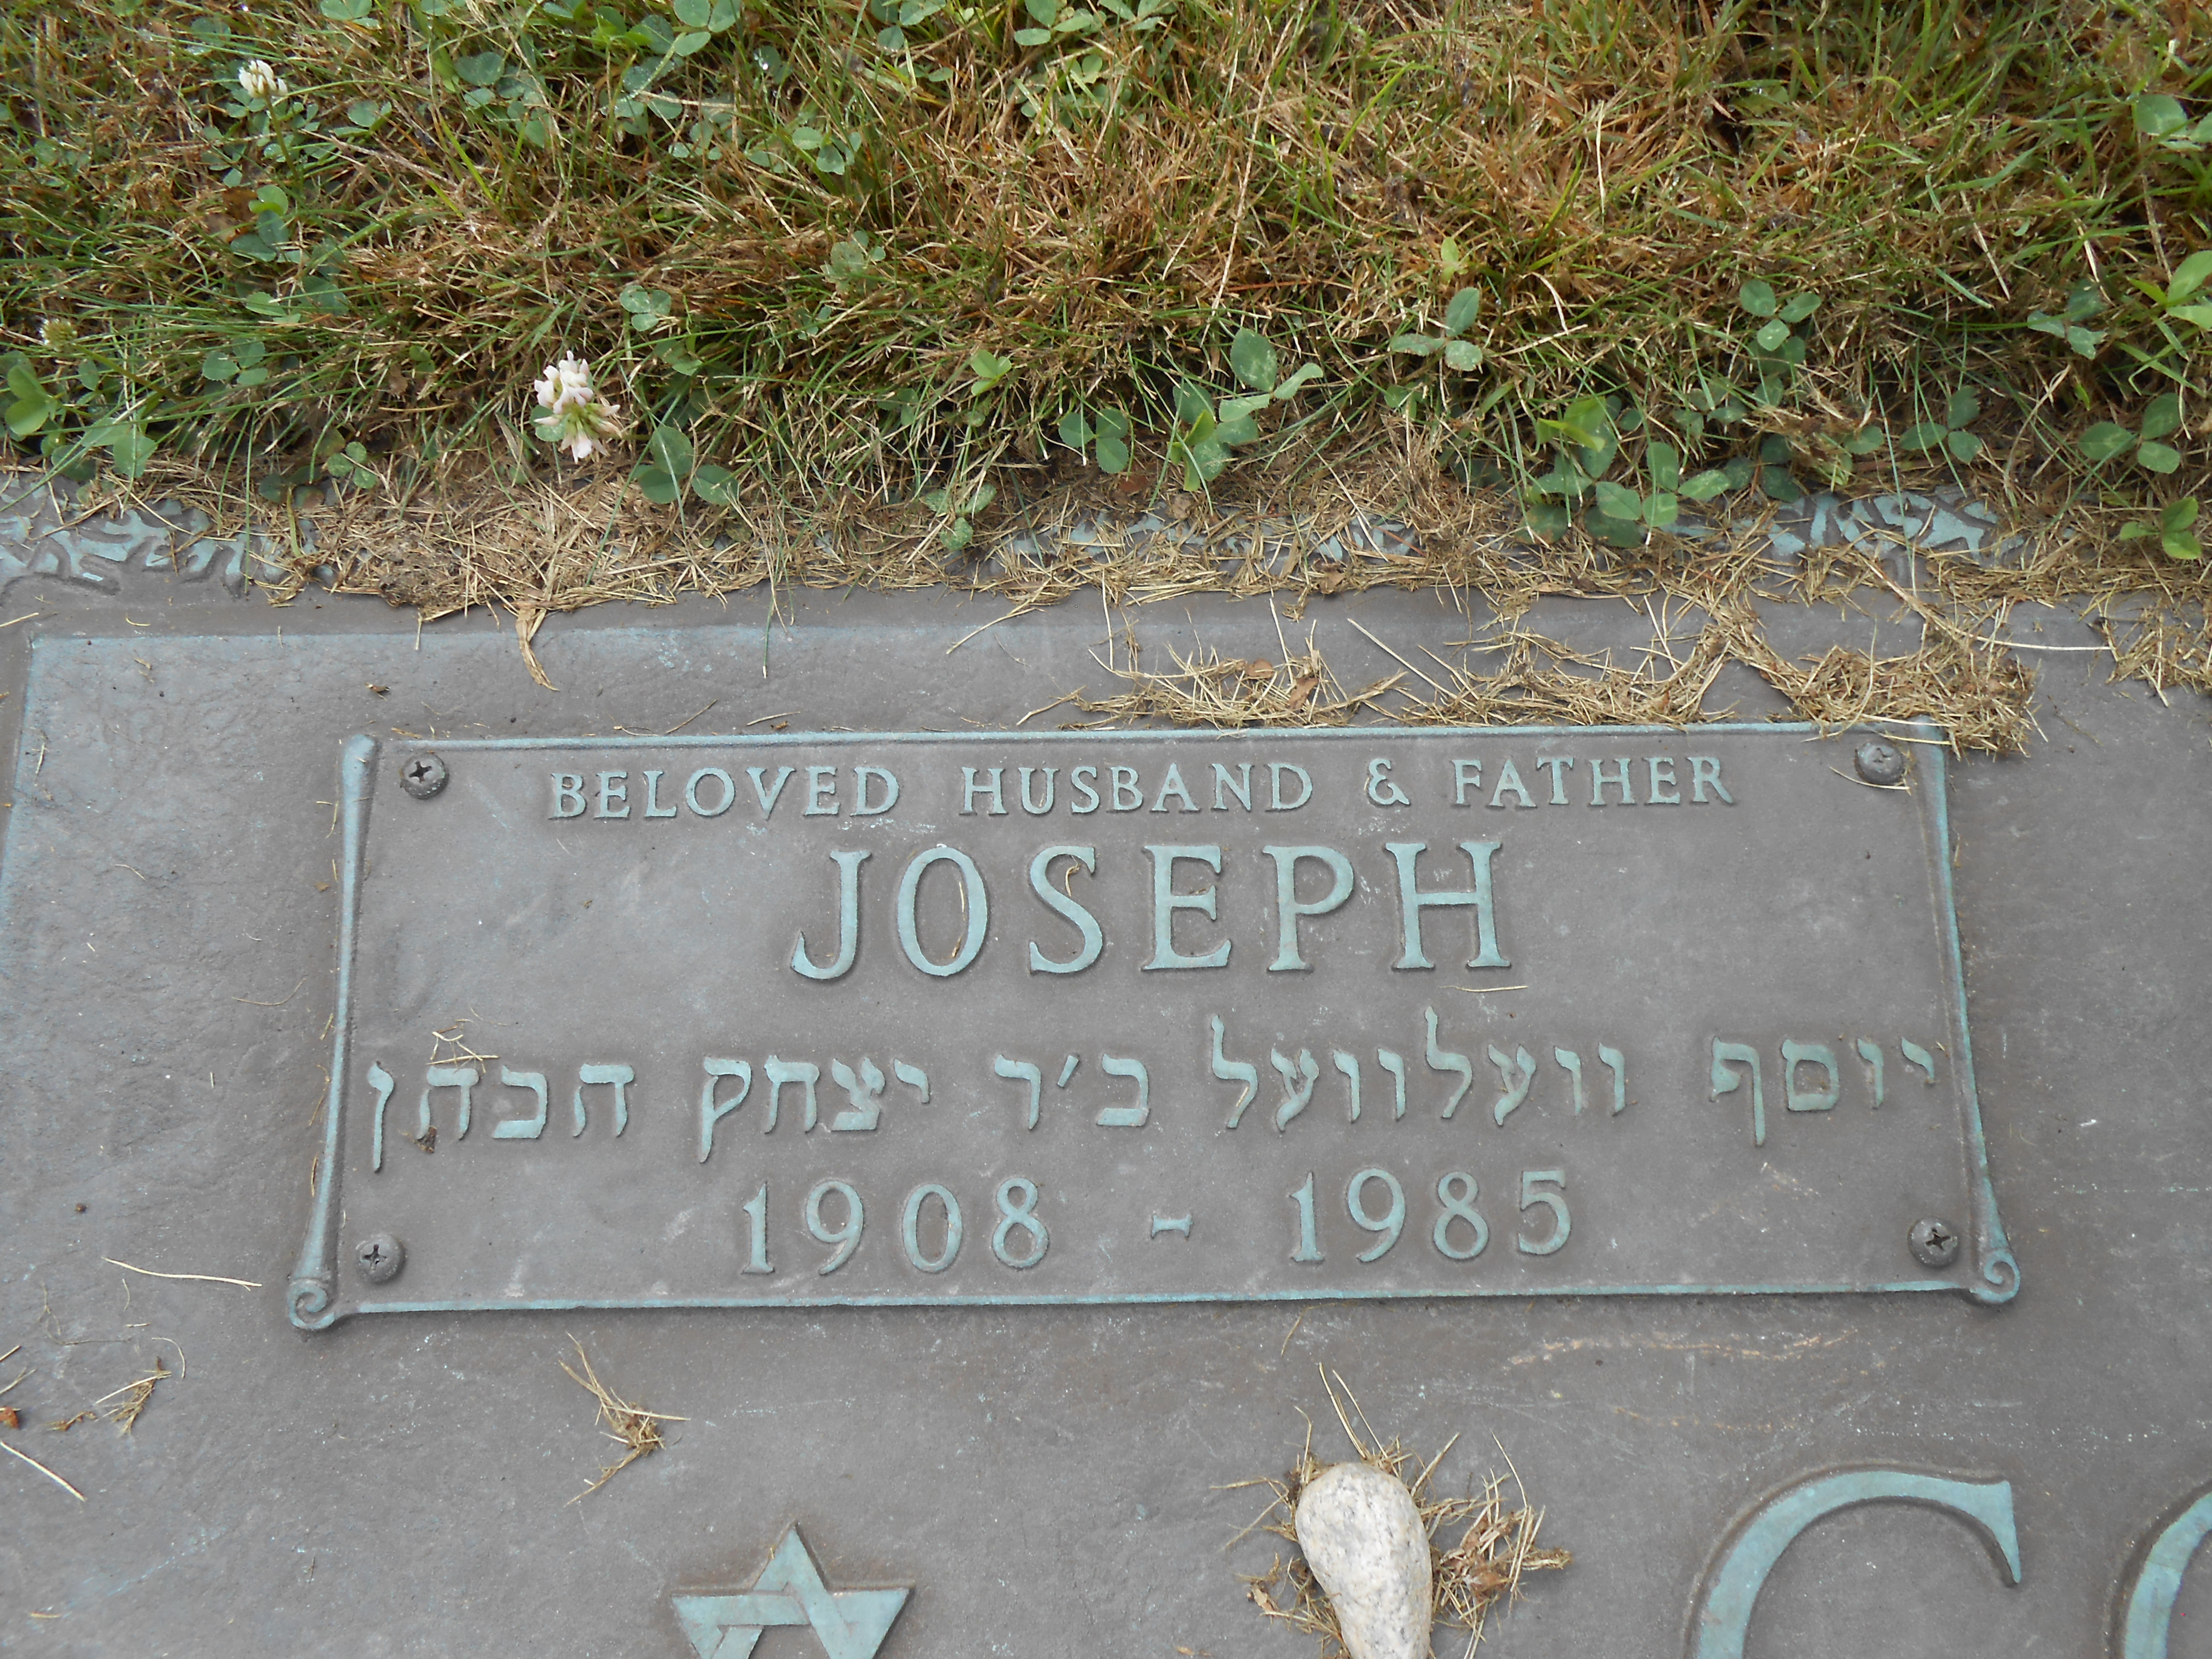 BELOVED HUSBAND & FATHER
JOSEPH
יוסף וועלוועל ב׳ר יצחק הכהן
1908 - 1985